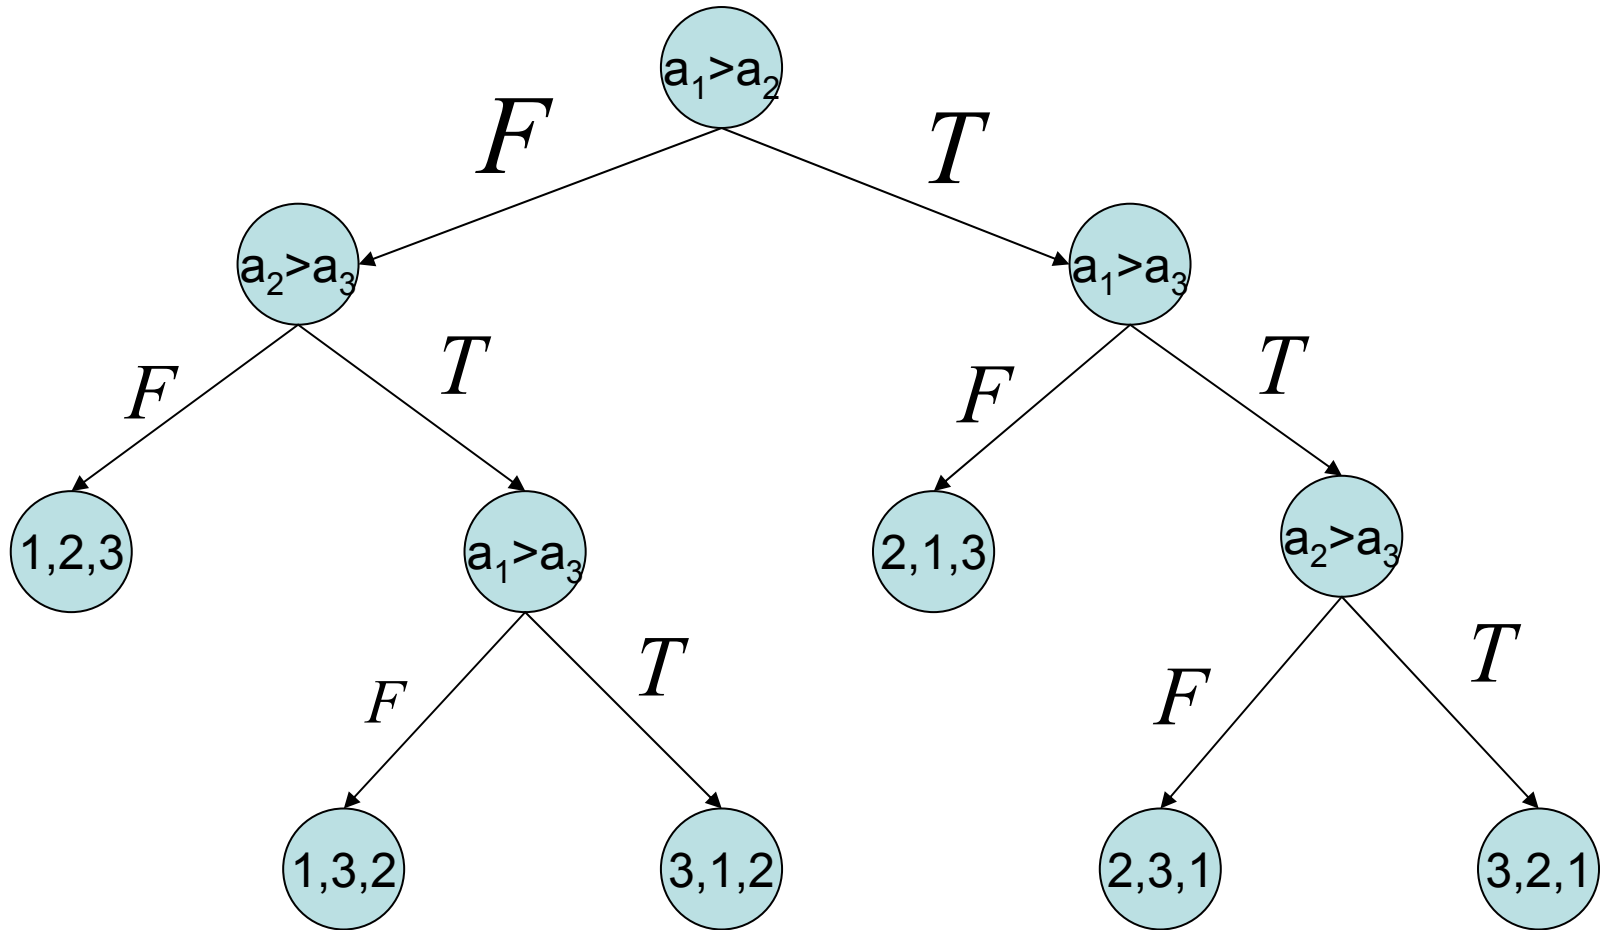 a₁>a₂
F
T
a₂>a₃
a₁>a₃
F
T
F
T
1,2,3
a₁>a₃
2,1,3
a₂>a₃
F
T
F
T
1,3,2
3,1,2
2,3,1
3,2,1